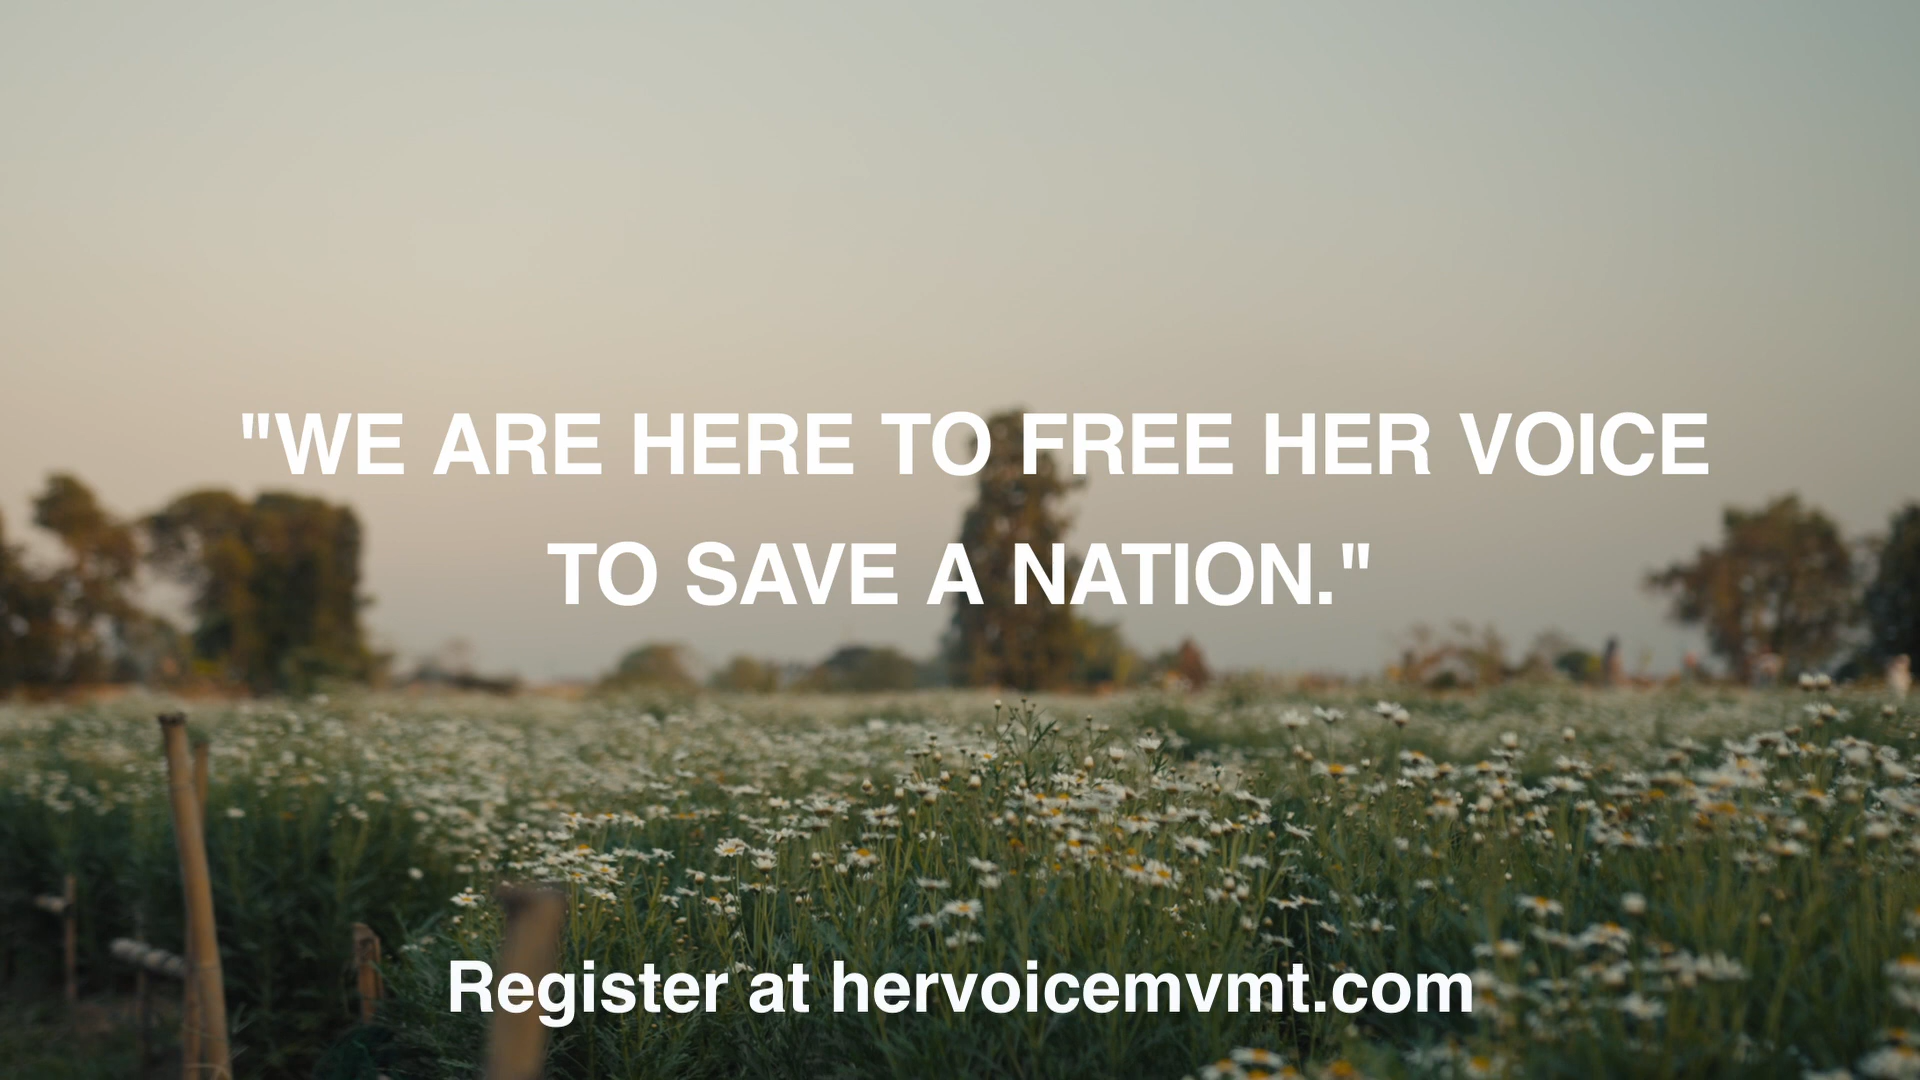 "WE ARE HERE TO FREE HER VOICE
TO SAVE A NATION."
Register at hervoicemvmt.com